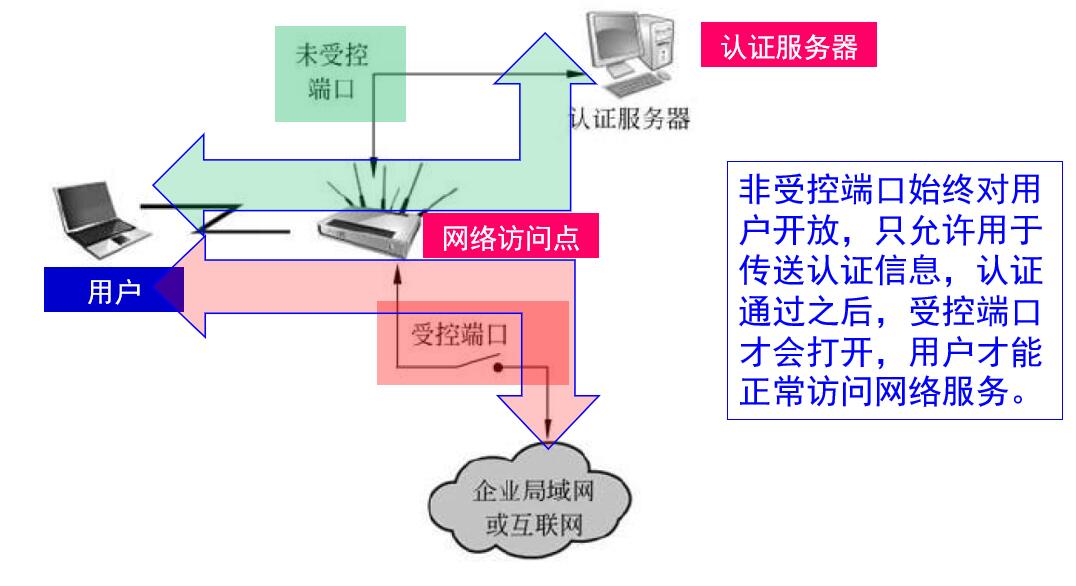 未受控
端口
认证服务器
认证服务器
网络访问点
用户
受控端口
企业局域网
或互联网
非受控端口始终对用
户开放，只允许用于
传送认证信息，认证
通过之后，受控端口
才会打开，用户才能
正常访问网络服务。